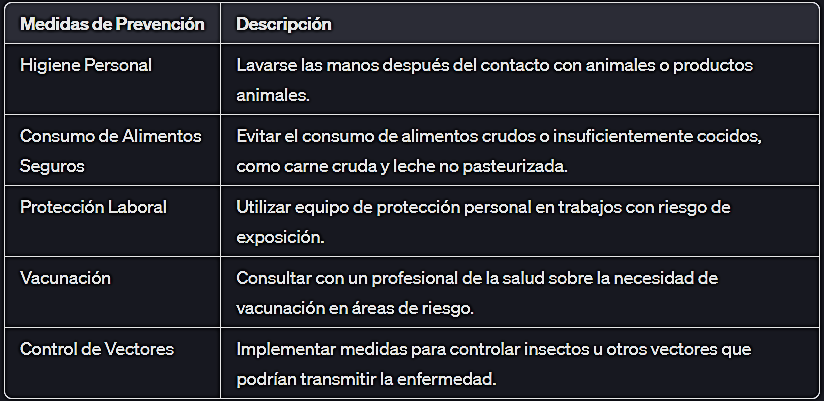 Medidas de Prevención Descripción
Higiene Personal Lavarse las manos después del contacto con animales o productos
animales.
Consumo de Alimentos Evitar el consumo de alimentos crudos o insuficientemente cocidos,
Seguros como carne cruda y leche no pasteurizada.
Protección Laboral Utilizar equipo de protección personal en trabajos con riesgo de
exposición.
Vacunación Consultar con un profesional de la salud sobre la necesidad de
vacunación en áreas de riesgo.
Control de Vectores Implementar medidas para controlar insectos u otros vectores que
podrían transmitir la enfermedad.